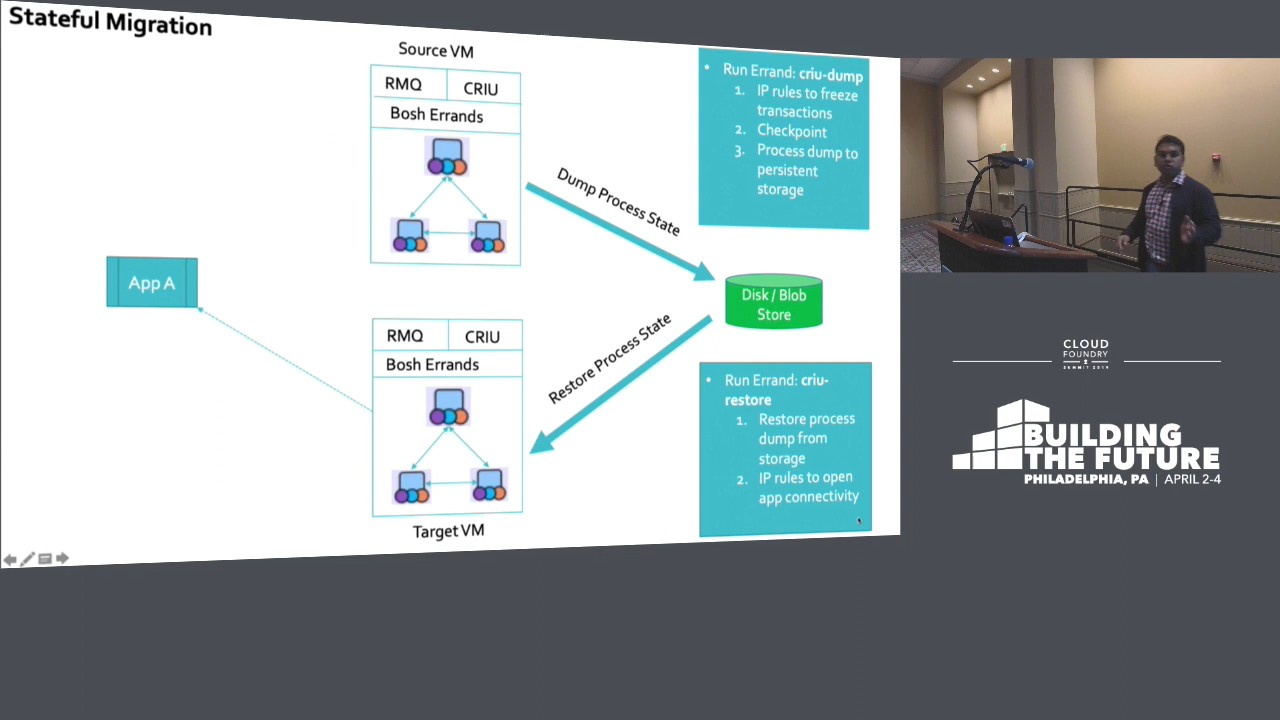 Stateful Migration
Source VM
RMQ
CRIU
Bosh Errands
Dump Process State
• Run Errand: criu-dump
1. IP rules to freeze
transactions
2. Checkpoint
3. Process dump to
persistent
storage
App A
Disk / Blob
Store
RMQ
CRIU
Bosh Errands
Restore Process State
Target VM
• Run Errand: criu-
restore
1. Restore process
dump from
storage
2. IP rules to open
app connectivity
CLOUD
FOUNDRY
SUMMIT 2019
BUILDING
THE FUTURE
PHILADELPHIA, PA | APRIL 2-4